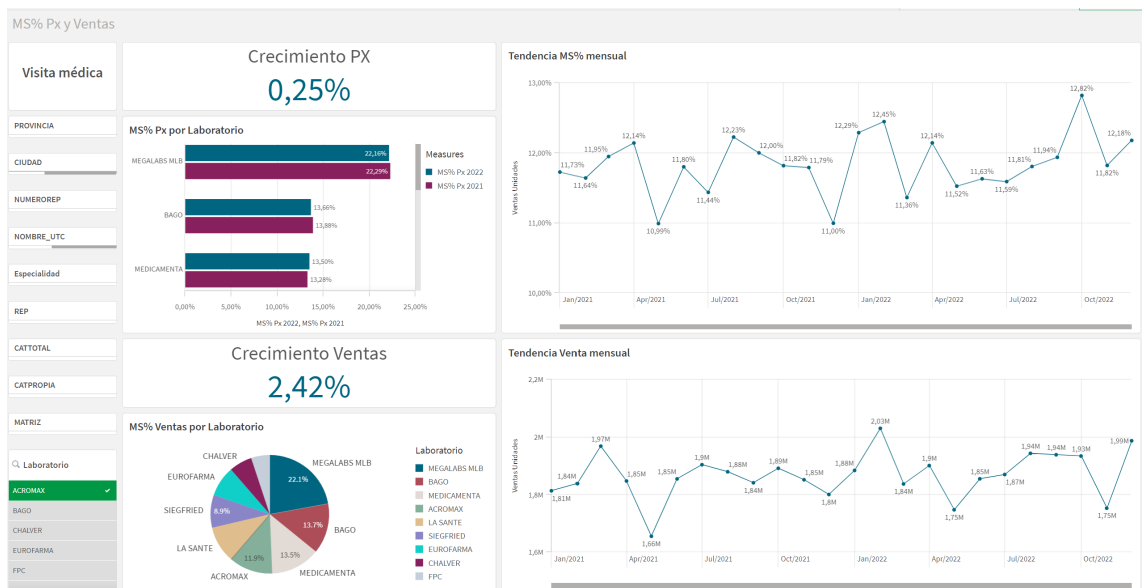 MS% Px y Ventas
Visita médica
PROVINCIA
CIUDAD
NUMEROREP
NOMBRE_UTC
Especialidad
REP
CATTOTAL
CATPROPIA
MATRIZ
Laboratorio
ACROMAX
BAGO
CHALVER
EUROFARMA
FPC
Crecimiento PX
0,25%
MS% Px por Laboratorio
MEGALABS MLB
22,16%
22,29%
BAGO
13,66%
13,88%
MEDICAMENTA
13,50%
13,28%
0,00% 5,00% 10,00% 15,00% 20,00% 25,00%
MS% Px 2022, MS% Px 2021
Measures
MS% Px 2022
MS% Px 2021
Crecimiento Ventas
2,42%
MS% Ventas por Laboratorio
CHALVER
MEGALABS MLB
EUROFARMA
22.1%
SIEGFRIED
8.9%
13.7%
BAGO
LA SANTE
11.9%
13.5%
ACROMAX
MEDICAMENTA
Laboratorio
MEGALABS MLB
BAGO
MEDICAMENTA
ACROMAX
LA SANTE
SIEGFRIED
EUROFARMA
CHALVER
FPC
Tendencia MS% mensual
Ventas Unidades
13,00%
12,00%
11,00%
10,00%
11,73%
11,64%
11,95%
12,14%
10,99%
11,80%
11,44%
12,23%
12,00%
11,82%
11,79%
11,00%
12,29%
12,45%
11,36%
12,14%
11,52%
11,63%
11,59%
11,81%
11,94%
12,82%
11,82%
12,18%
Jan/2021 Apr/2021 Jul/2021 Oct/2021 Jan/2022 Apr/2022 Jul/2022 Oct/2022
Tendencia Venta mensual
Ventas Unidades
2,2M
2M
1,8M
1,6M
1,81M
1,84M
1,97M
1,85M
1,66M
1,85M
1,9M
1,88M
1,84M
1,89M
1,85M
1,8M
1,88M
2,03M
1,84M
1,9M
1,75M
1,85M
1,87M
1,94M
1,94M
1,93M
1,75M
1,99M
Jan/2021 Apr/2021 Jul/2021 Oct/2021 Jan/2022 Apr/2022 Jul/2022 Oct/2022